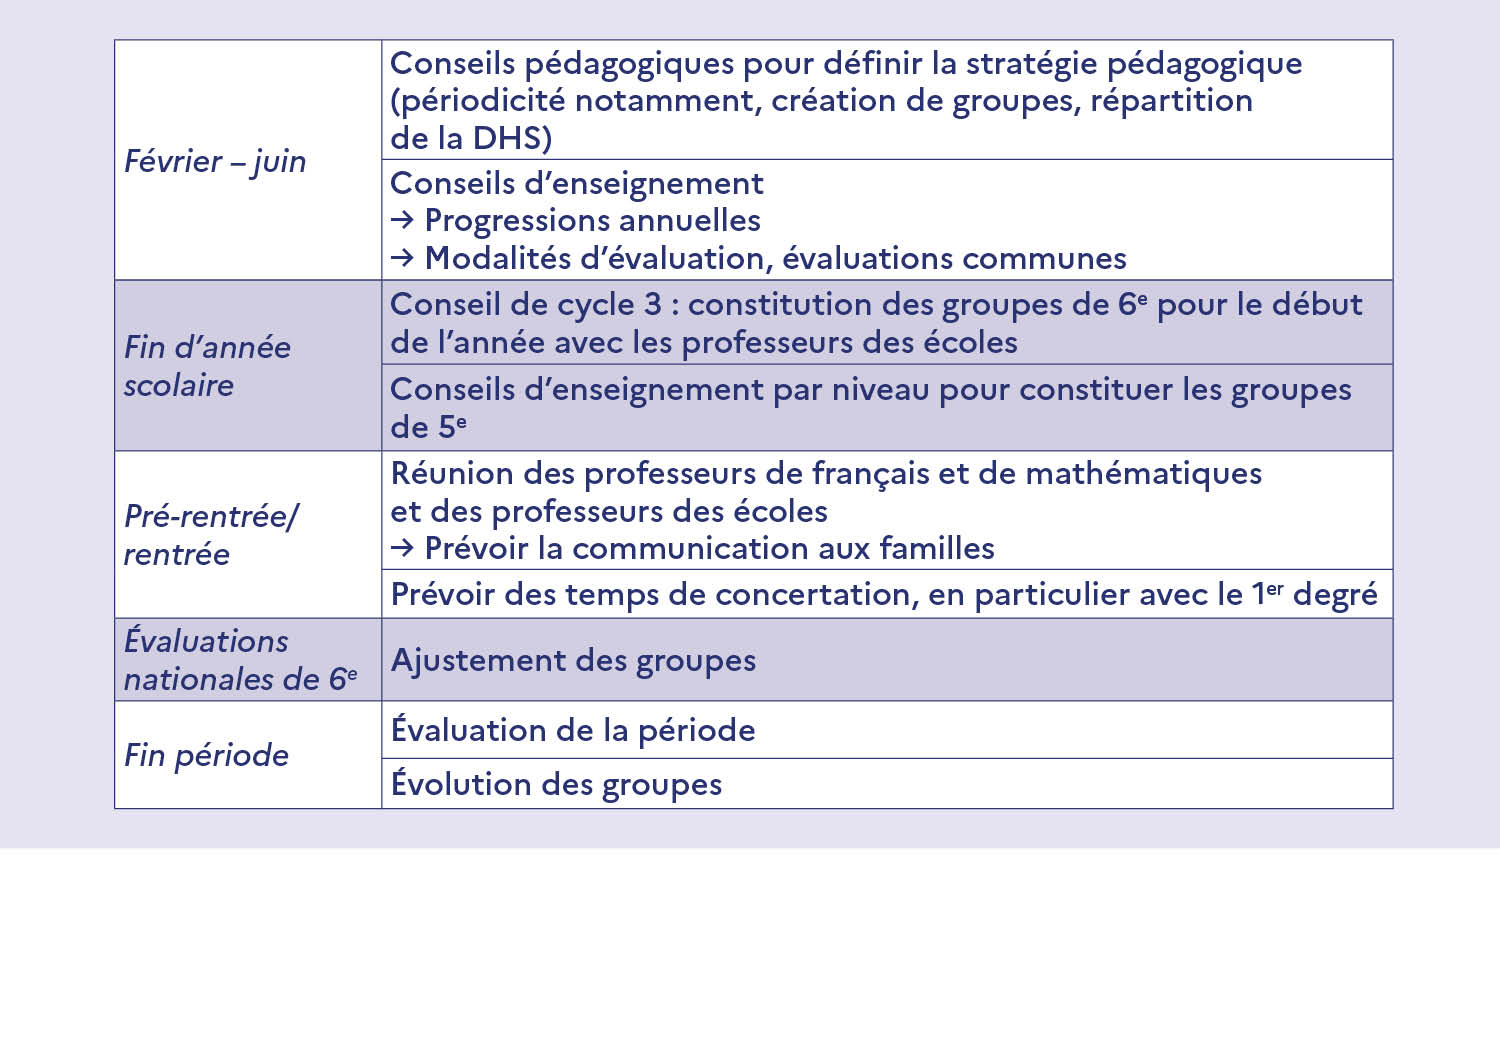 Février – juin
Conseils pédagogiques pour définir la stratégie pédagogique
(périodicité notamment, création de groupes, répartition
de la DHS)
Conseils d’enseignement
→ Progressions annuelles
→ Modalités d’évaluation, évaluations communes
Fin d’année
scolaire
Conseil de cycle 3 : constitution des groupes de 6ᵉ pour le début
de l’année avec les professeurs des écoles
Conseils d’enseignement par niveau pour constituer les groupes
de 5ᵉ
Pré-rentrée/
rentrée
Réunion des professeurs de français et de mathématiques
et des professeurs des écoles
→ Prévoir la communication aux familles
Prévoir des temps de concertation, en particulier avec le 1ᵉʳ degré
Évaluations
nationales de 6ᵉ
Ajustement des groupes
Fin période
Évaluation de la période
Évolution des groupes